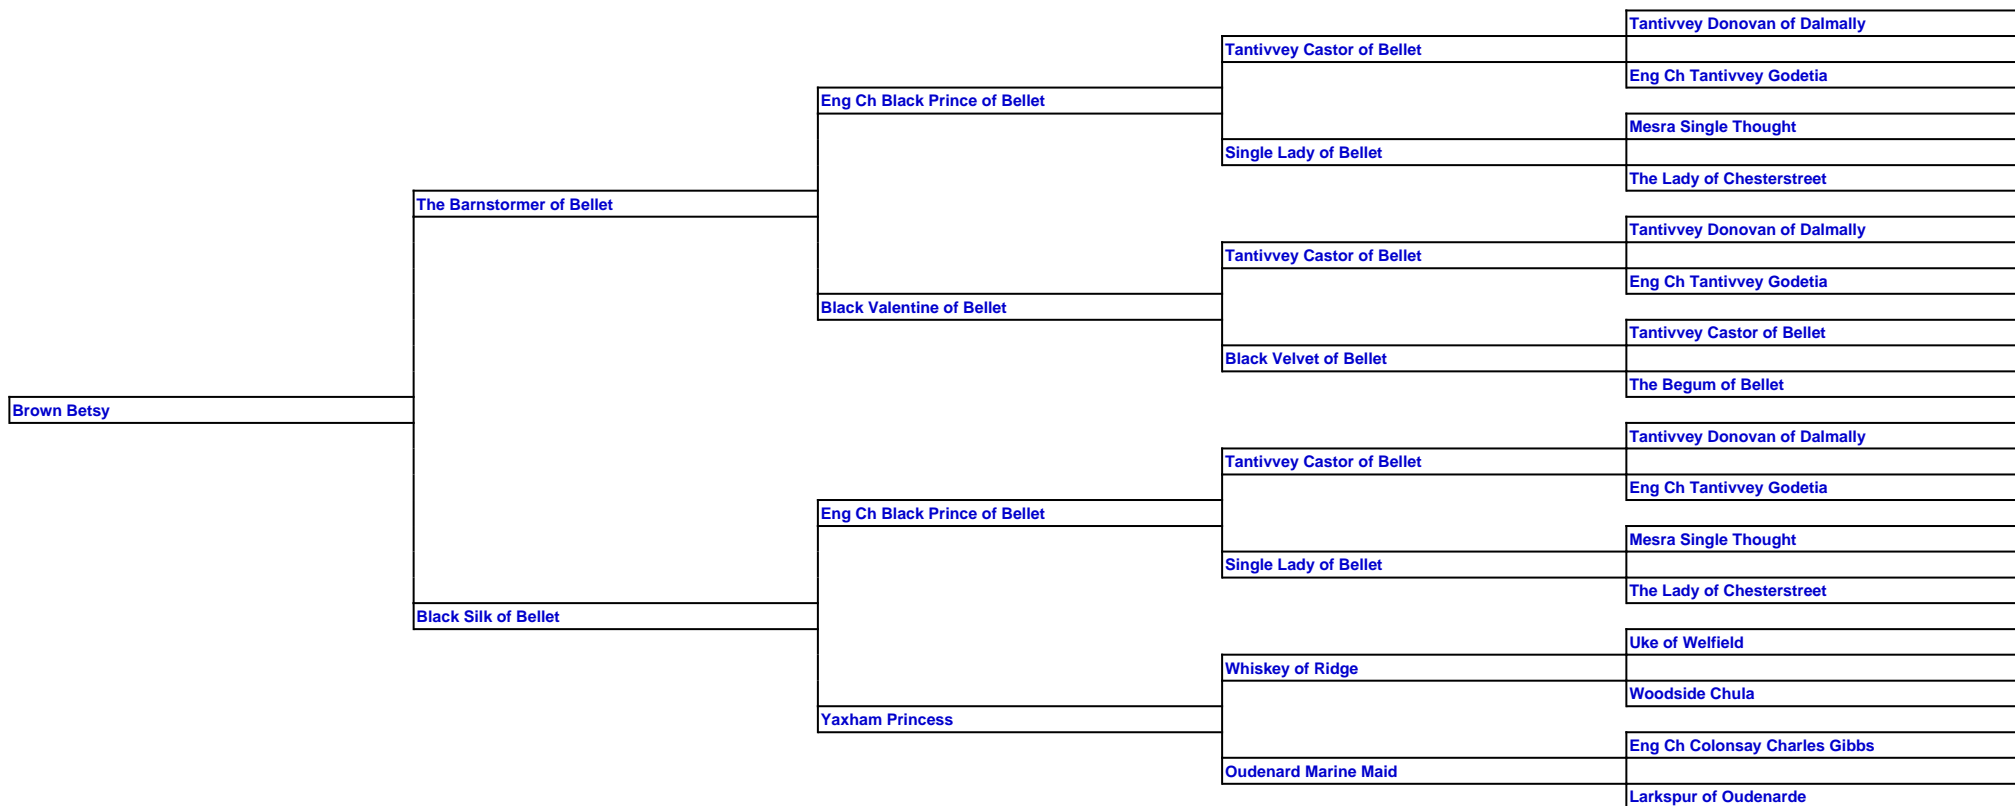 Tantivvey Donovan of Dalmally
Tantivvey Castor of Bellet
Eng Ch Tantivvey Godetia
Eng Ch Black Prince of Bellet
Mesra Single Thought
Single Lady of Bellet
The Lady of Chesterstreet
The Barnstormer of Bellet
Tantivvey Donovan of Dalmally
Tantivvey Castor of Bellet
Eng Ch Tantivvey Godetia
Black Valentine of Bellet
Tantivvey Castor of Bellet
Black Velvet of Bellet
The Begum of Bellet
Brown Betsy
Tantivvey Donovan of Dalmally
Tantivvey Castor of Bellet
Eng Ch Tantivvey Godetia
Eng Ch Black Prince of Bellet
Mesra Single Thought
Single Lady of Bellet
The Lady of Chesterstreet
Black Silk of Bellet
Uke of Welfield
Whiskey of Ridge
Woodside Chula
Yaxham Princess
Eng Ch Colonsay Charles Gibbs
Oudenard Marine Maid
Larkspur of Oudenarde